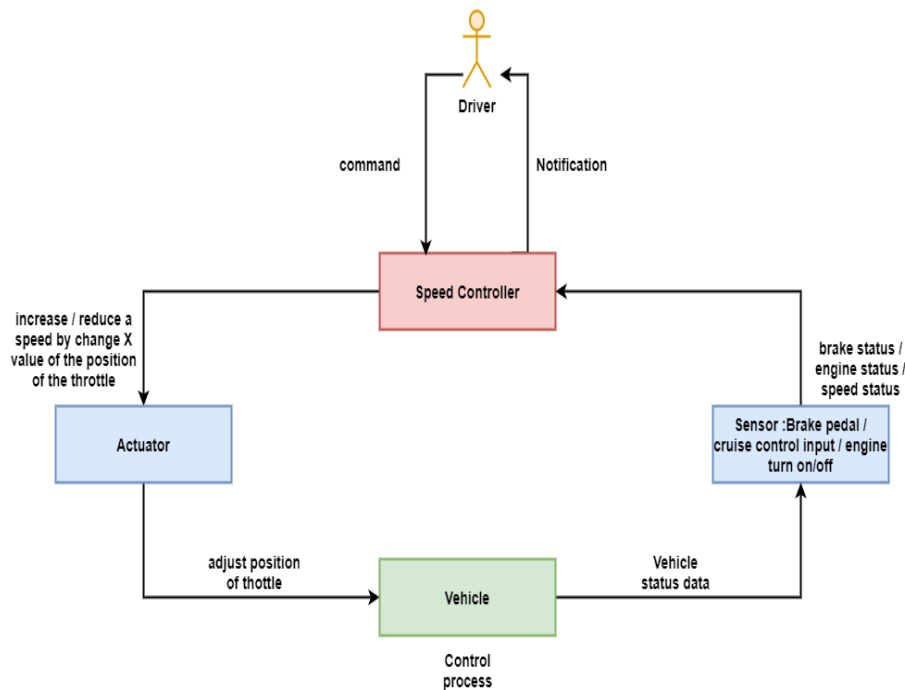 Driver
command
Notification
Speed Controller
increase / reduce a
speed by change X
value of the position
of the throttle
brake status /
engine status /
speed status
Actuator
Sensor :Brake pedal /
cruise control input / engine
turn on/off
adjust position
of thottle
Vehicle
Vehicle
status data
Control
process